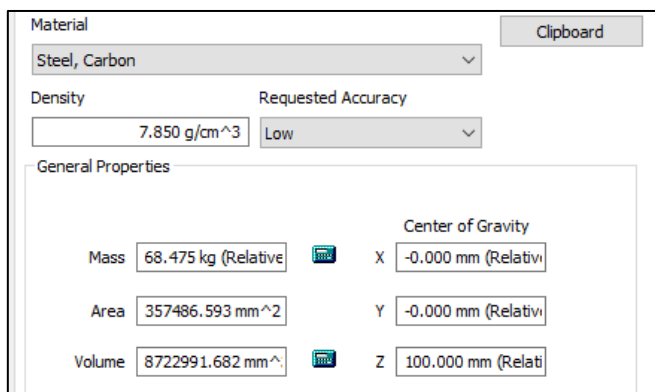 Material
Clipboard
Steel, Carbon
Density
Requested Accuracy
7.850 g/cm^3
Low
General Properties
Center of Gravity
Mass
68.475 kg (Relative
X
-0.000 mm (Relativ
Area
357486.593 mm^2
Y
-0.000 mm (Relativ
Volume
8722991.682 mm^
Z
100.000 mm (Relati